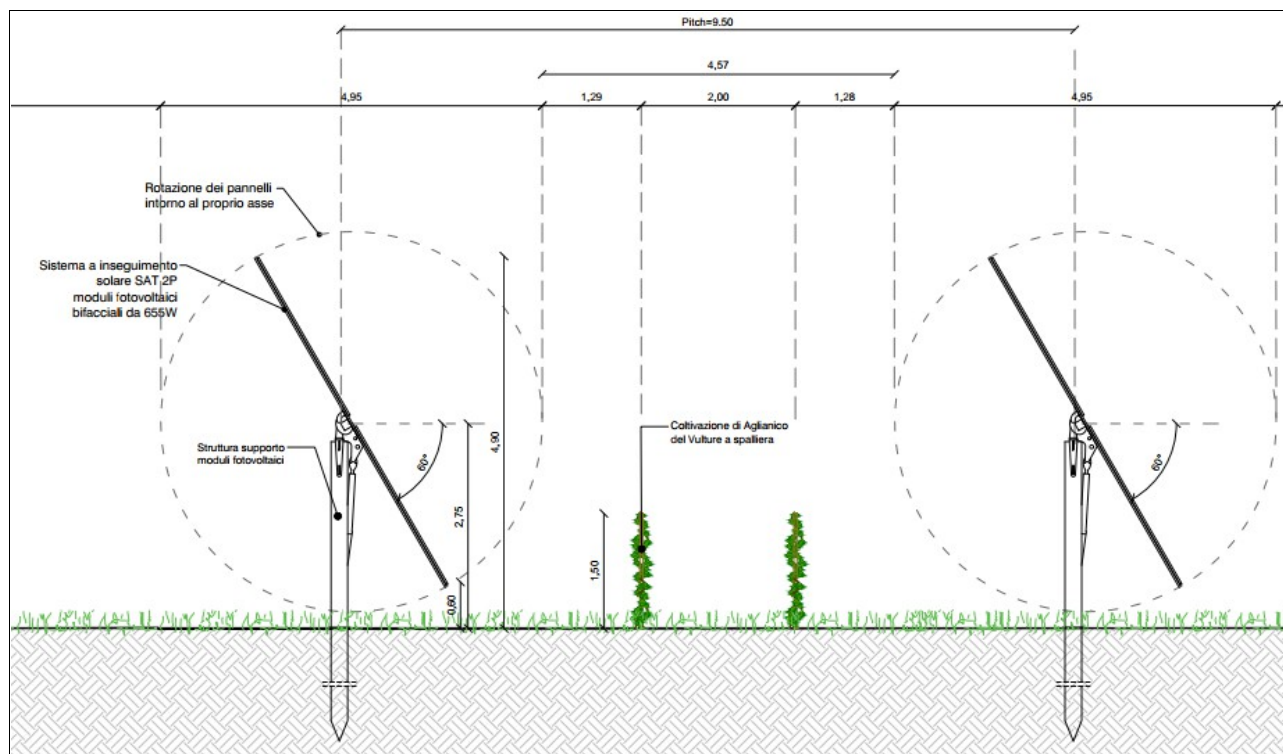 Pitch=9.50
4,57
4,95
1,29
2,00
1,28
4,95
Rotazione dei pannelli
intorno al proprio asse
Sistema a inseguimento
solare SAT 2P
moduli fotovoltaici
bifacciali da 655W
Struttura supporto
moduli fotovoltaici
60°
2,75
4,90
0,60
1,50
Coltivazione di Aglianico
del Vulture a spalliera
60°